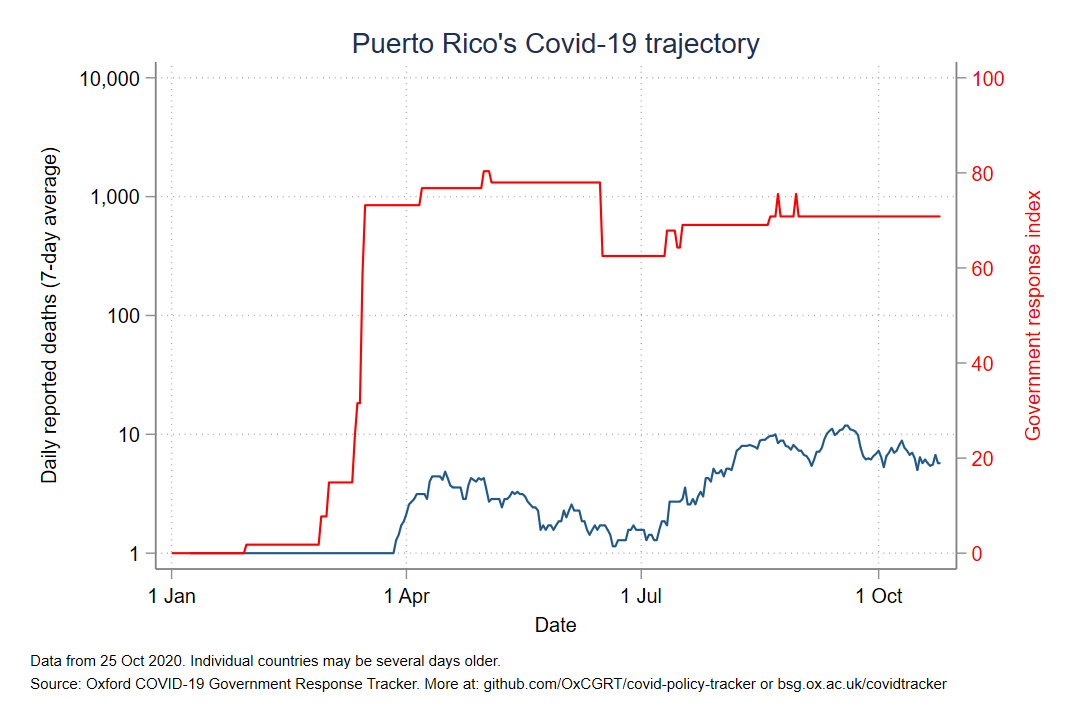 Puerto Rico's Covid-19 trajectory
10,000
1,000
100
10
1
Daily reported deaths (7-day average)
100
80
60
40
20
0
Government response index
1 Jan
1 Apr
1 Jul
1 Oct
Date
Data from 25 Oct 2020. Individual countries may be several days older.
Source: Oxford COVID-19 Government Response Tracker. More at: github.com/OxCGRT/covid-policy-tracker or bsg.ox.ac.uk/covidtracker